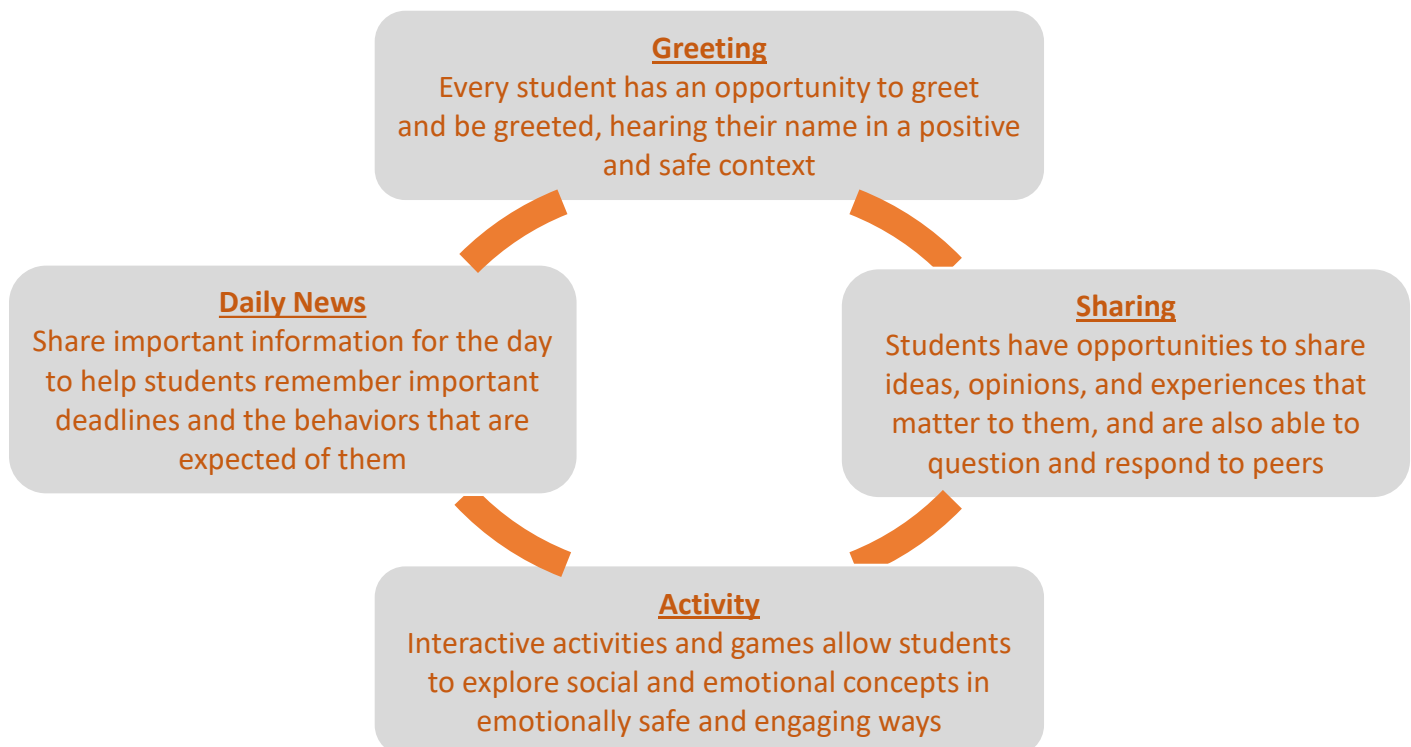 Greeting
Every student has an opportunity to greet
and be greeted, hearing their name in a positive
and safe context
Daily News
Share important information for the day
to help students remember important
deadlines and the behaviors that are
expected of them
Sharing
Students have opportunities to share
ideas, opinions, and experiences that
matter to them, and are also able to
question and respond to peers
Activity
Interactive activities and games allow students
to explore social and emotional concepts in
emotionally safe and engaging ways